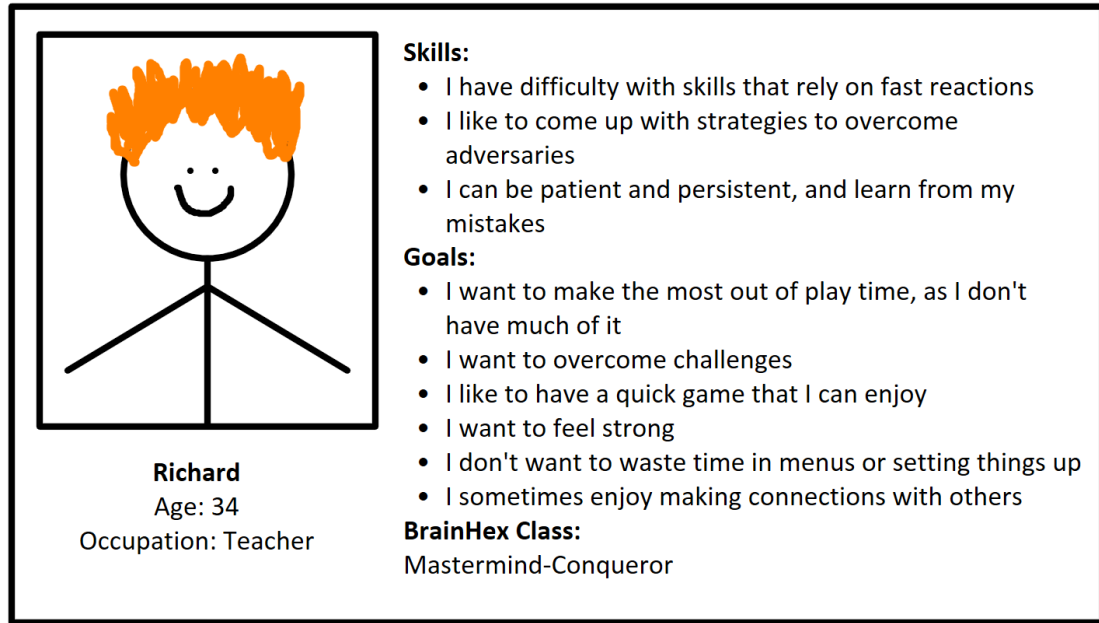 Skills:
• I have difficulty with skills that rely on fast reactions
• I like to come up with strategies to overcome
adversaries
• I can be patient and persistent, and learn from my
mistakes
Goals:
• I want to make the most out of play time, as I don't
have much of it
• I want to overcome challenges
• I like to have a quick game that I can enjoy
• I want to feel strong
• I don't want to waste time in menus or setting things up
• I sometimes enjoy making connections with others
BrainHex Class:
Mastermind-Conqueror
Richard
Age: 34
Occupation: Teacher